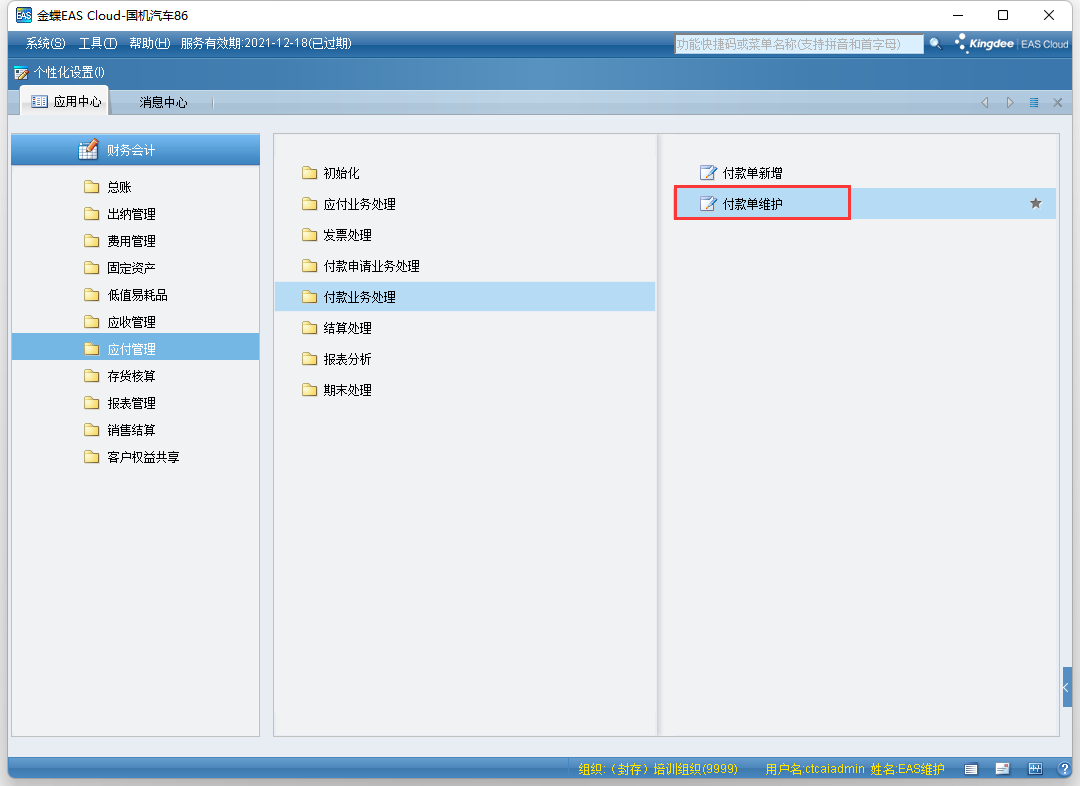 金蝶EAS Cloud-国机汽车86
系统(S) 工具(T) 帮助(H) 服务有效期:2021-12-18(已过期)
功能快捷码或菜单名称(支持拼音和首字母)
Kingdee EAS Cloud
个性化设置(I)
应用中心 消息中心
财务会计
总账
出纳管理
费用管理
固定资产
低值易耗品
应收管理
应付管理
存货核算
报表管理
销售结算
客户权益共享
初始化
应付业务处理
发票处理
付款申请业务处理
付款业务处理
结算处理
报表分析
期末处理
付款单新增
付款单维护
组织:（封存）培训组织(9999) 用户名:ctcaiadmin 姓名:EAS维护